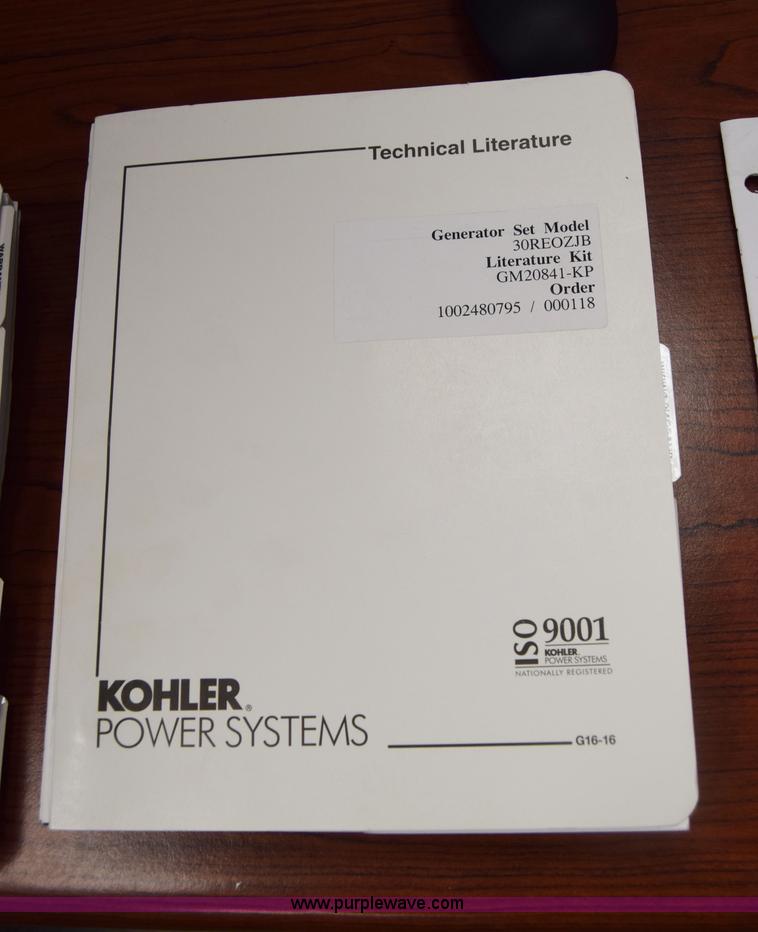 Technical Literature
Generator Set Model
30REOZJB
Literature Kit
GM20841-KP
Order
1002480795 / 000118
ISO 9001
KOHLER
POWER SYSTEMS
NATIONALLY REGISTERED
KOHLER®
POWER SYSTEMS
G16-16
www.purplewave.com